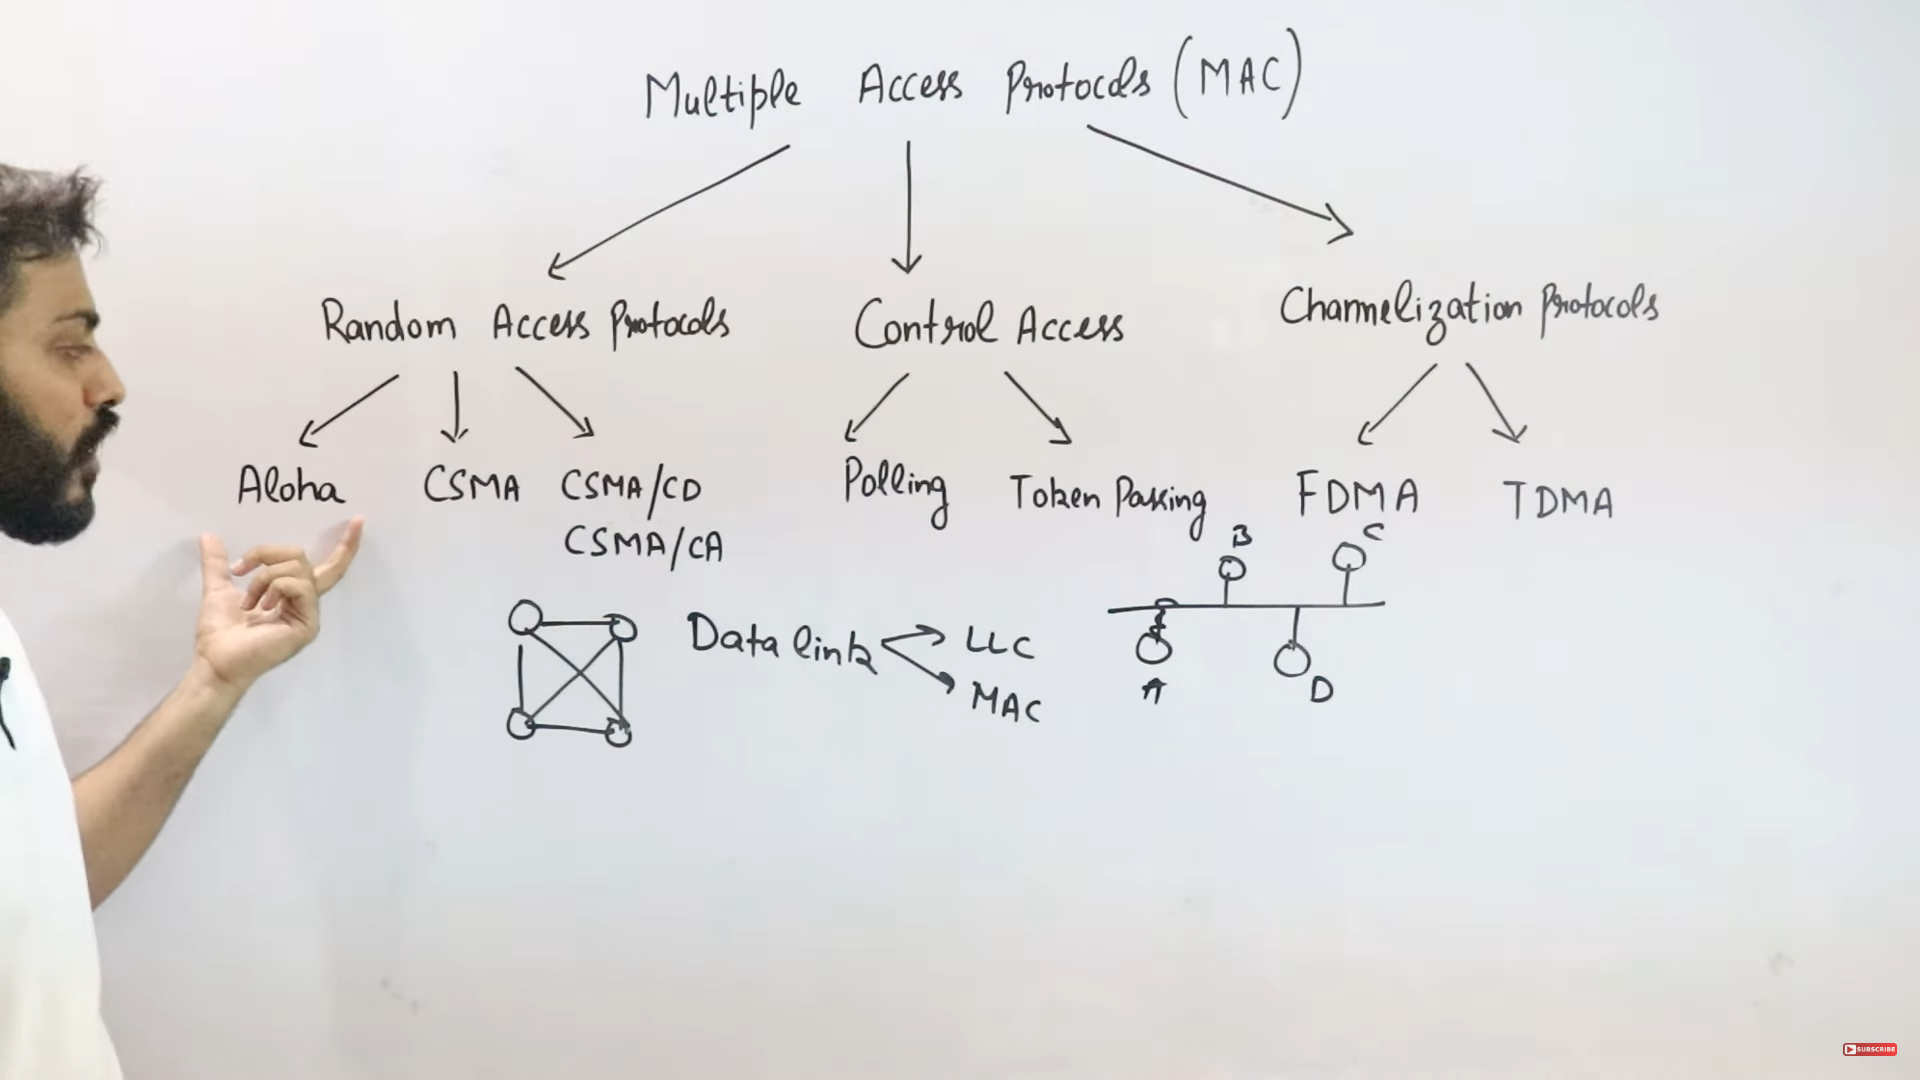 Multiple Access Protocols (MAC)
Random Access Protocols
Control Access
Channelization Protocols
Aloha
CSMA
CSMA/CD
CSMA/CA
Polling
Token Passing
FDMA
TDMA
Data link
LLC
MAC
B
C
A
D
SUBSCRIBE